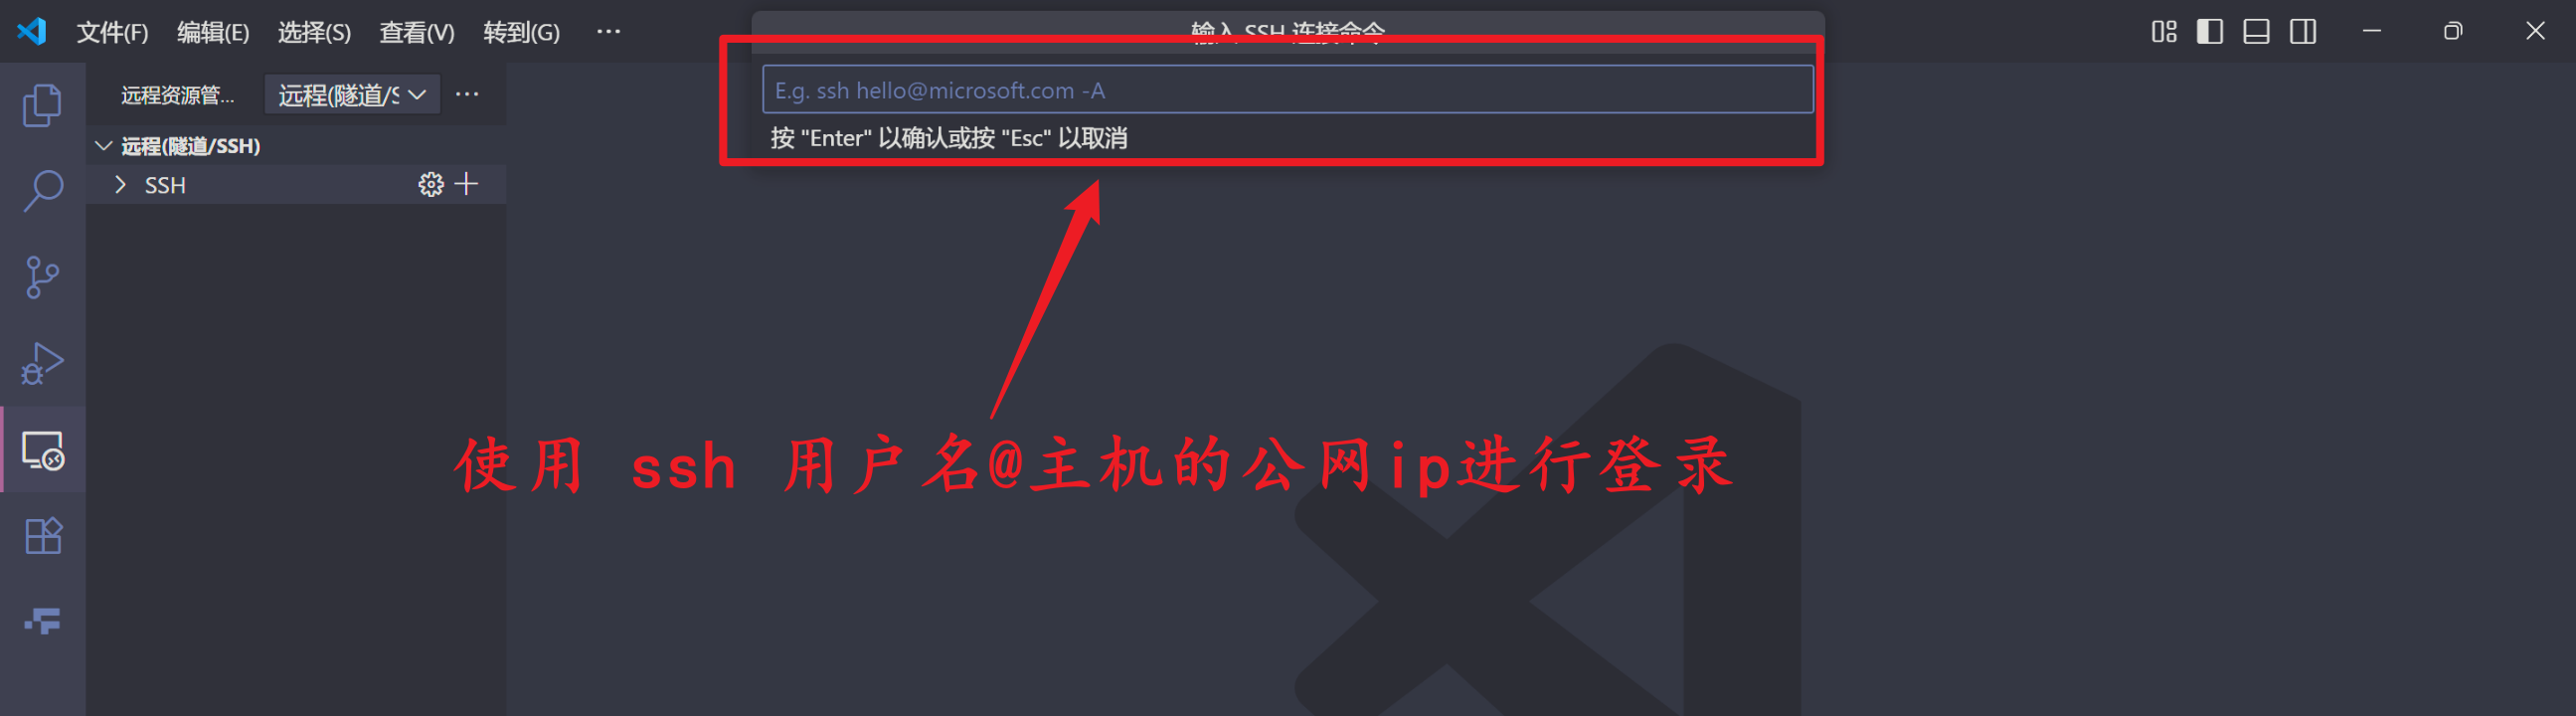 文件(F) 编辑(E) 选择(S) 查看(V) 转到(G) ···
输入 SSH 连接命令
远程资源管... 远程(隧道/S ···
E.g. ssh hello@microsoft.com -A
按 "Enter" 以确认或按 "Esc" 以取消
远程(隧道/SSH)
SSH
使用 ssh 用户名@主机的公网ip进行登录